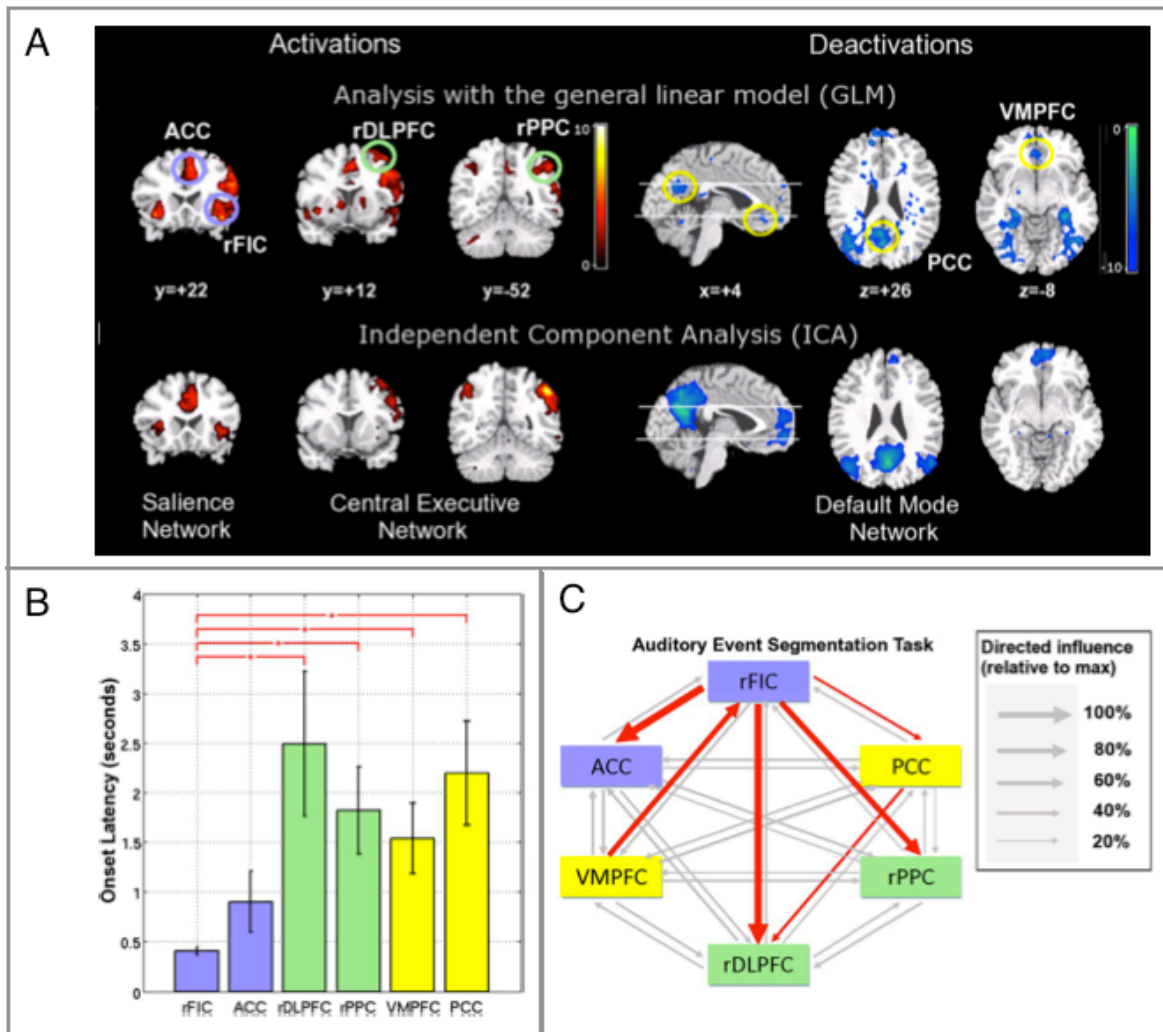 A
Activations
Deactivations
Analysis with the general linear model (GLM)
ACC
rDLPFC
rPPC
VMPFC
10
0
rFIC
PCC
0
-10
y=+22
y=+12
y=-52
x=+4
z=+26
z=-8
Independent Component Analysis (ICA)
Salience
Network
Central Executive
Network
Default Mode
Network
B
4
3.5
3
2.5
2
1.5
1
0.5
0
Onset Latency (seconds)
*
*
*
*
rFIC ACC rDLPFC rPPC VMPFC PCC
C
Auditory Event Segmentation Task
rFIC
ACC
PCC
VMPFC
rPPC
rDLPFC
Directed influence
(relative to max)
100%
80%
60%
40%
20%